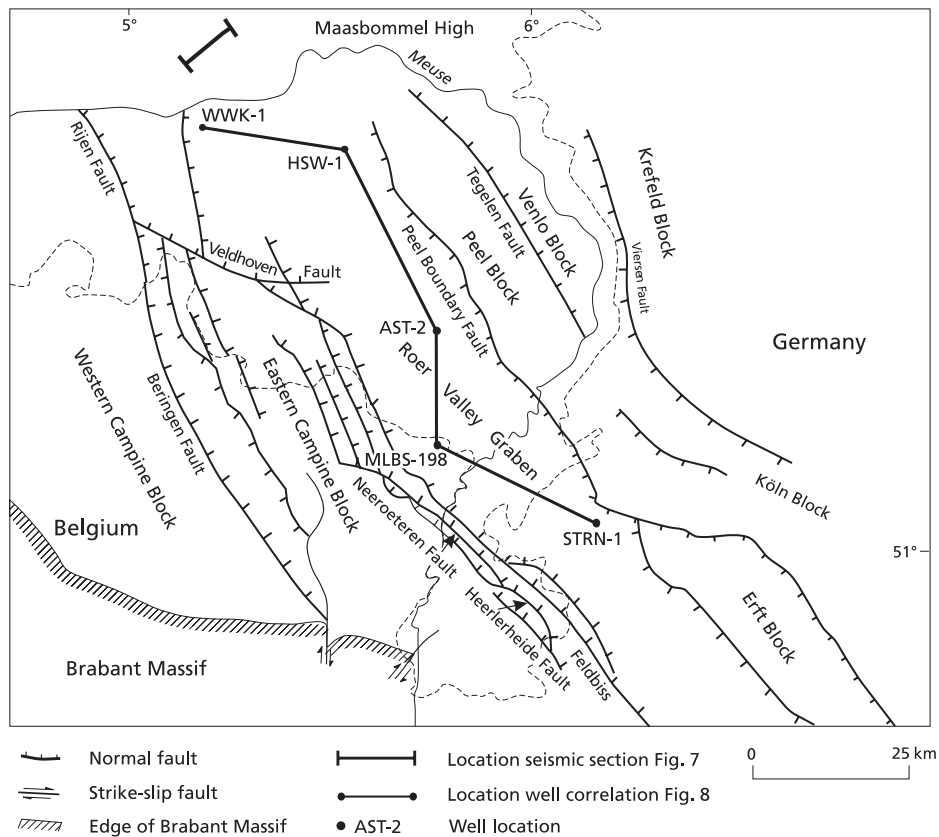 5°
6°
Maasbommel High
Meuse
WWK-1
HSW-1
Rijen Fault
Veldhoven Fault
Tegelen Fault
Venlo Block
Krefeld Block
Viersen Fault
Peel Block
Peel Boundary Fault
AST-2
Roer Valley Graben
Germany
Western Campine Block
Beringen Fault
Eastern Campine Block
MLBS-198
Neeroeteren Fault
Köln Block
Belgium
STRN-1
51°
Heerlerheide Fault
Feldbiss
Erft Block
Brabant Massif
Normal fault
Strike-slip fault
Edge of Brabant Massif
Location seismic section Fig. 7
Location well correlation Fig. 8
AST-2 Well location
0 25 km